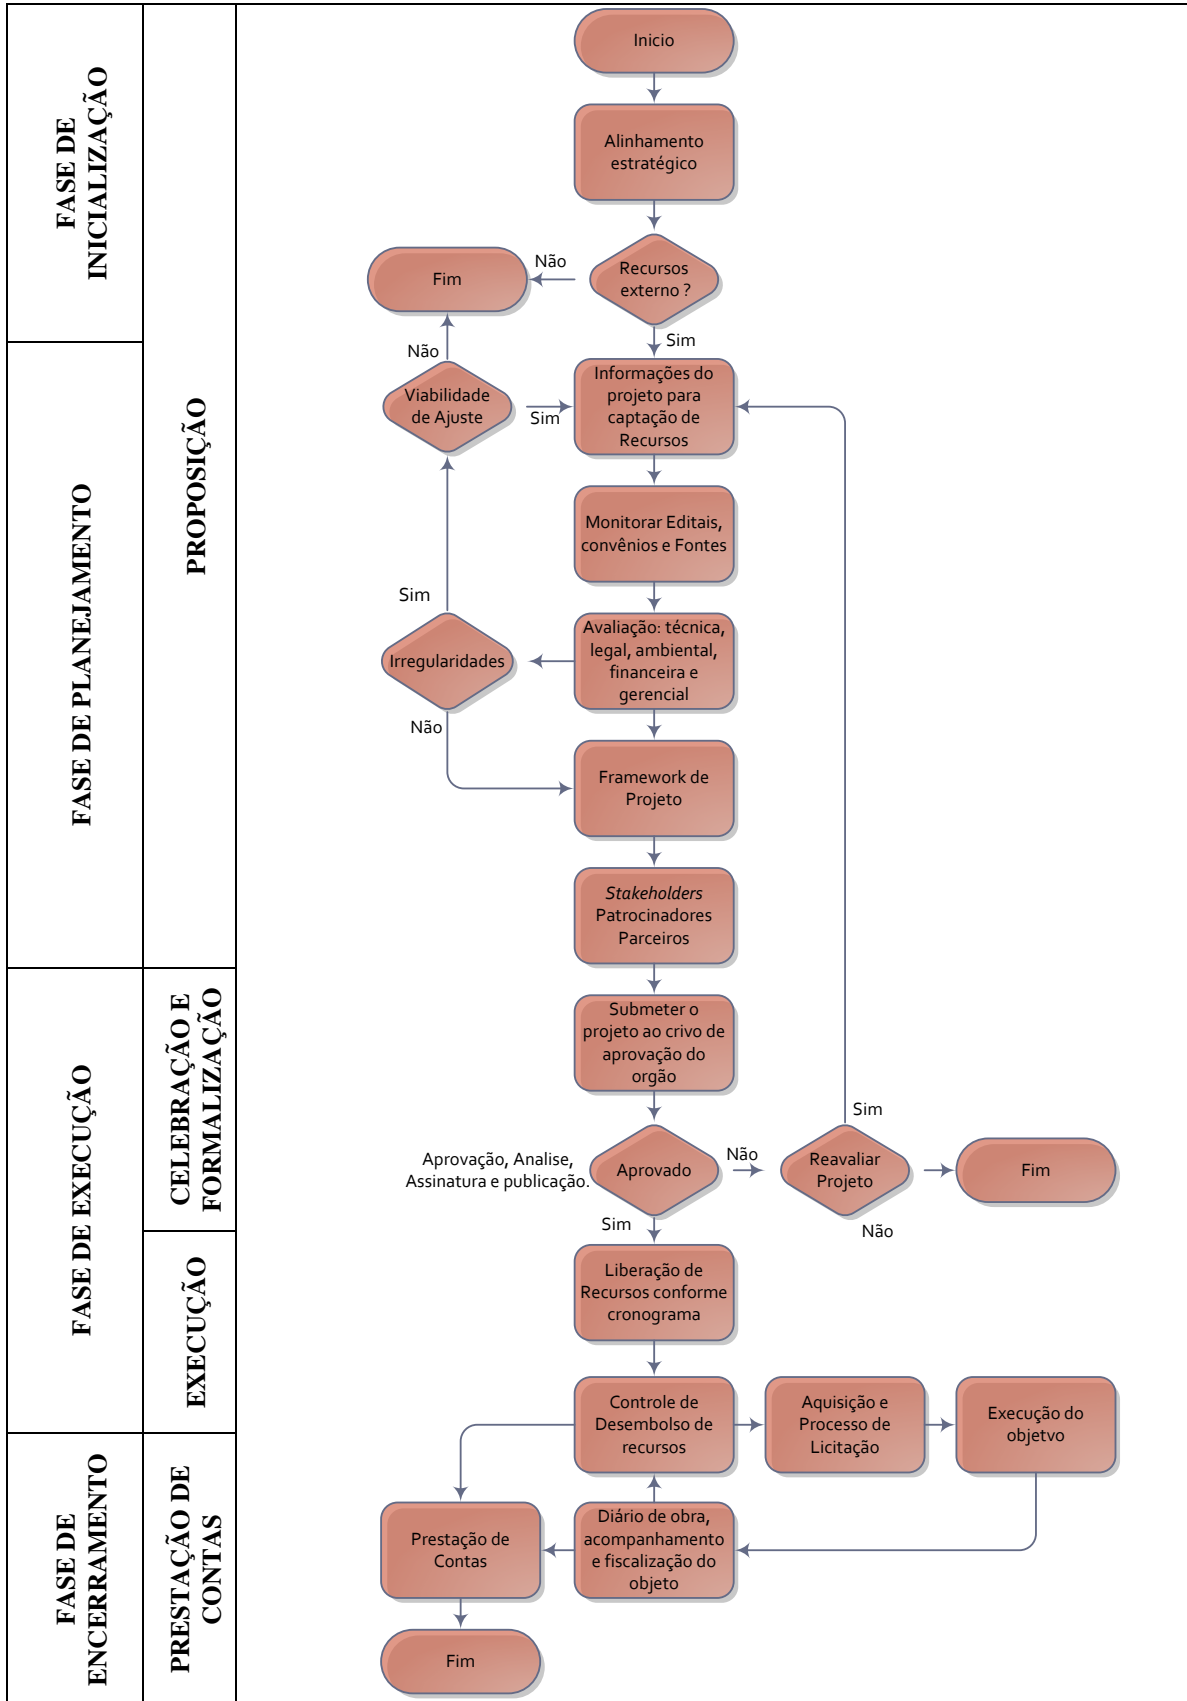 FASE DE
INICIALIZAÇÃO
FASE DE PLANEJAMENTO
FASE DE EXECUÇÃO
FASE DE
ENCERRAMENTO
PROPOSIÇÃO
CELEBRAÇÃO E
FORMALIZAÇÃO
EXECUÇÃO
PRESTAÇÃO DE
CONTAS
Inicio
Alinhamento
estratégico
Recursos
externo ?
Não
Fim
Sim
Não
Viabilidade
de Ajuste
Sim
Informações do
projeto para
captação de
Recursos
Monitorar Editais,
convênios e Fontes
Sim
Irregularidades
Avaliação: técnica,
legal, ambiental,
financeira e
gerencial
Não
Framework de
Projeto
Stakeholders
Patrocinadores
Parceiros
Submeter o
projeto ao crivo de
aprovação do
orgão
Aprovação, Analise,
Assinatura e publicação.
Aprovado
Não
Sim
Reavaliar
Projeto
Fim
Não
Sim
Liberação de
Recursos conforme
cronograma
Controle de
Desembolso de
recursos
Aquisição e
Processo de
Licitação
Execução do
objetvo
Prestação de
Contas
Diário de obra,
acompanhamento
e fiscalização do
objeto
Fim